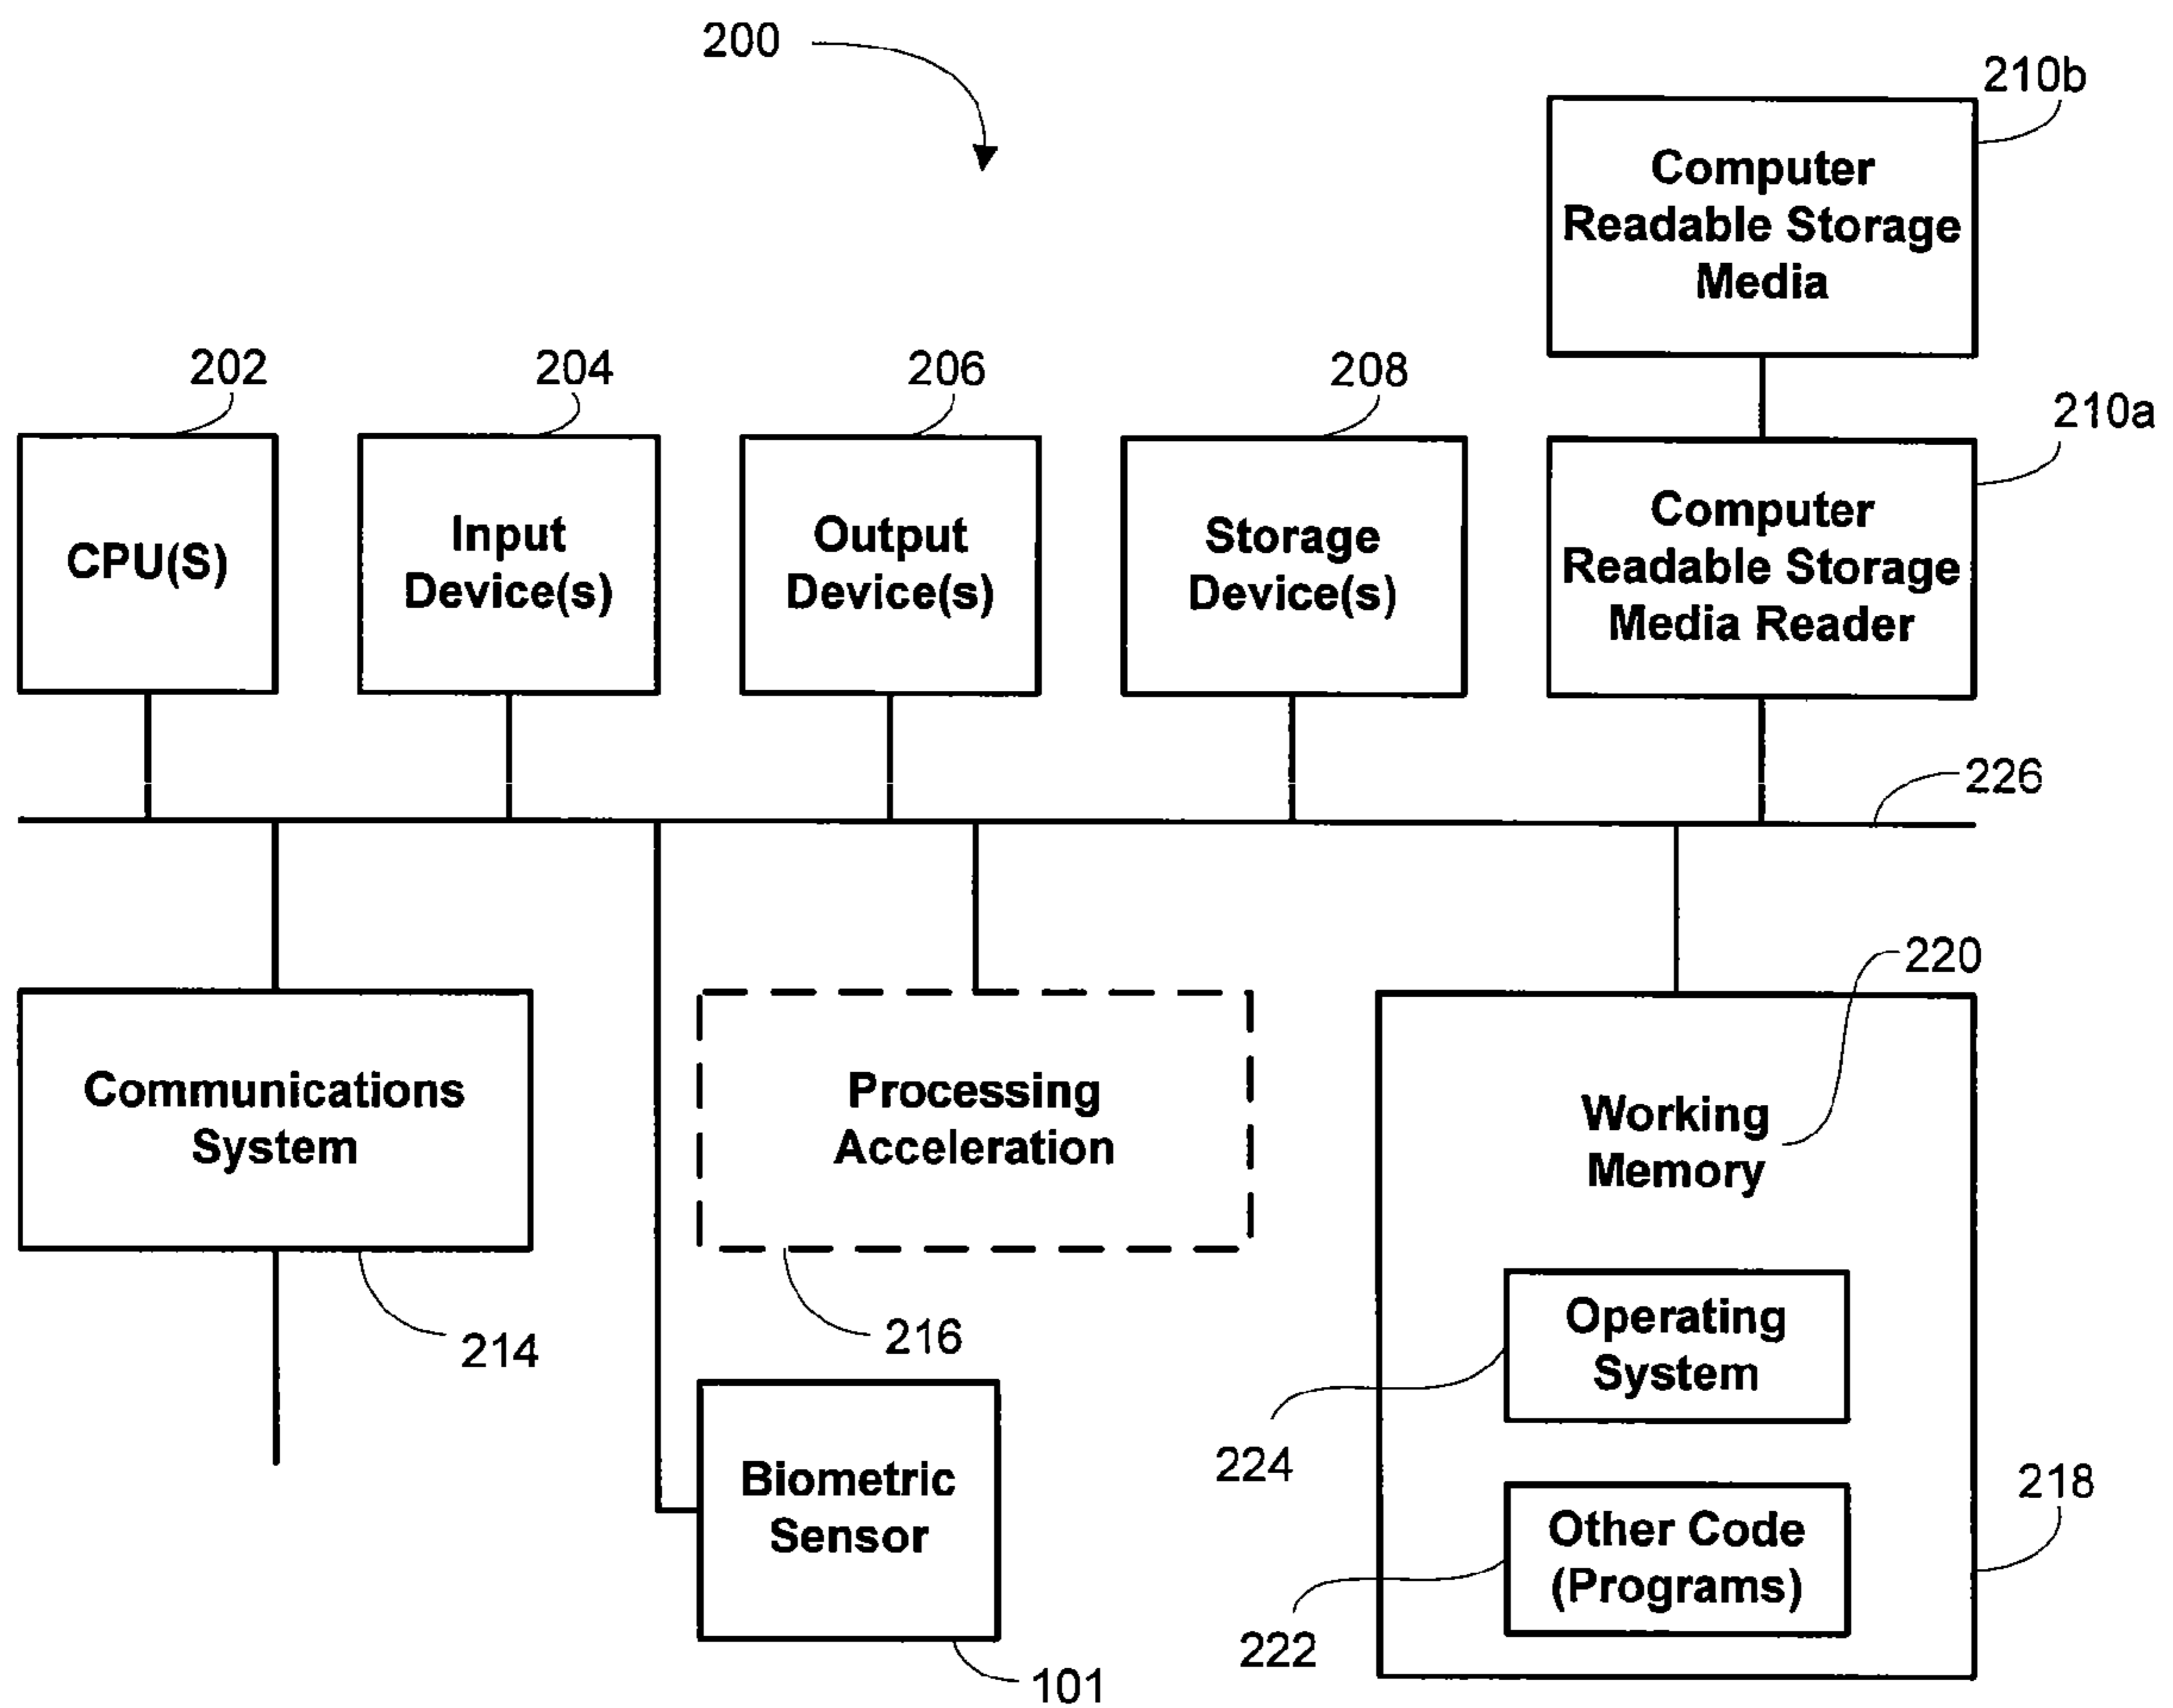 200
210b
Computer
Readable Storage
Media
202
204
206
208
210a
CPU(S)
Input
Device(s)
Output
Device(s)
Storage
Device(s)
Computer
Readable Storage
Media Reader
226
220
Communications
System
Processing
Acceleration
Working
Memory
214
216
Operating
System
224
Biometric
Sensor
218
Other Code
(Programs)
222
101